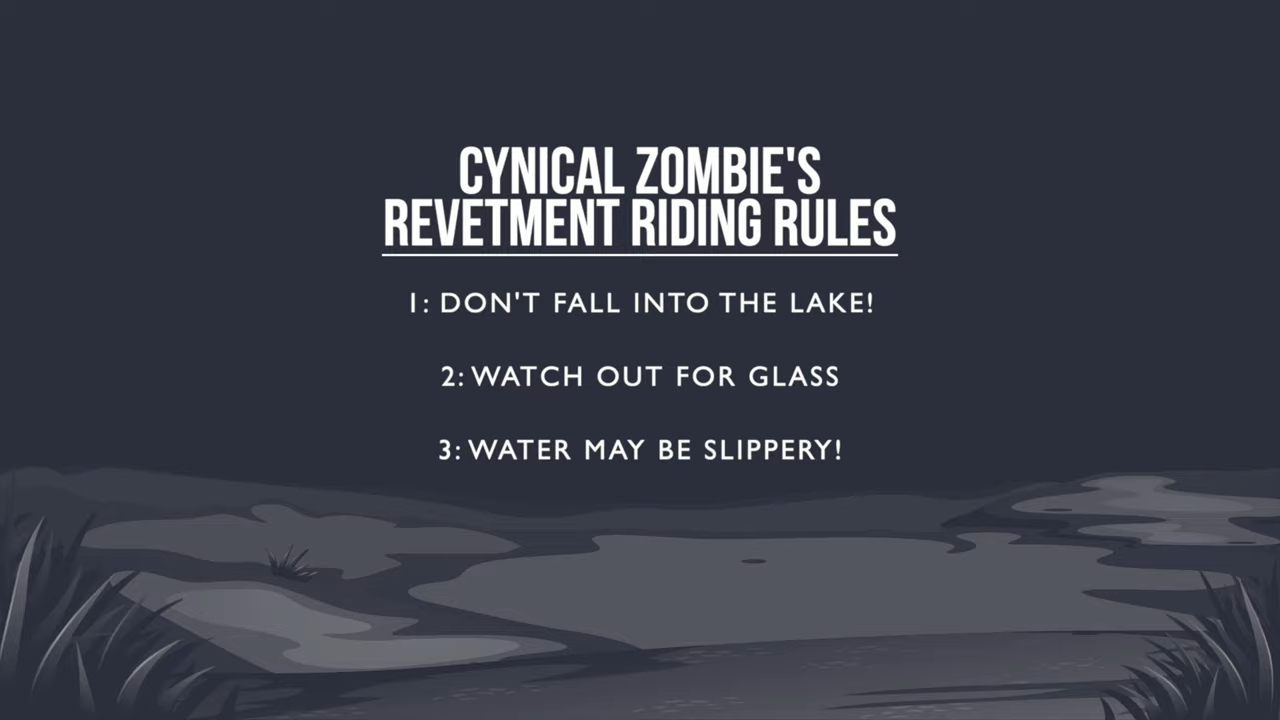 CYNICAL ZOMBIE'S
REVETMENT RIDING RULES
1: DON'T FALL INTO THE LAKE!
2: WATCH OUT FOR GLASS
3: WATER MAY BE SLIPPERY!